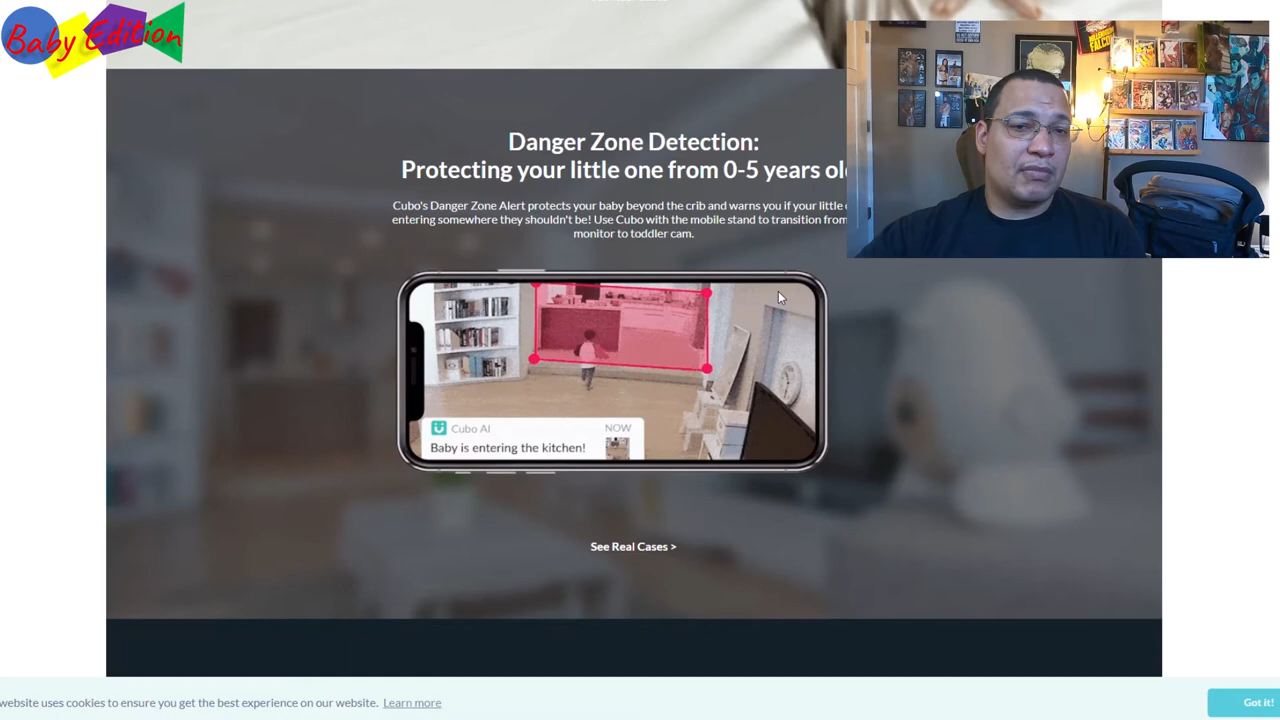 Baby Edition
Danger Zone Detection:
Protecting your little one from 0-5 years
Cubo's Danger Zone Alert protects your baby beyond the crib and warns you if your little
entering somewhere they shouldn't be! Use Cubo with the mobile stand to transition from
monitor to toddler cam.
Cubo AI NOW
Baby is entering the kitchen!
See Real Cases >
website uses cookies to ensure you get the best experience on our website. Learn more
Got it!